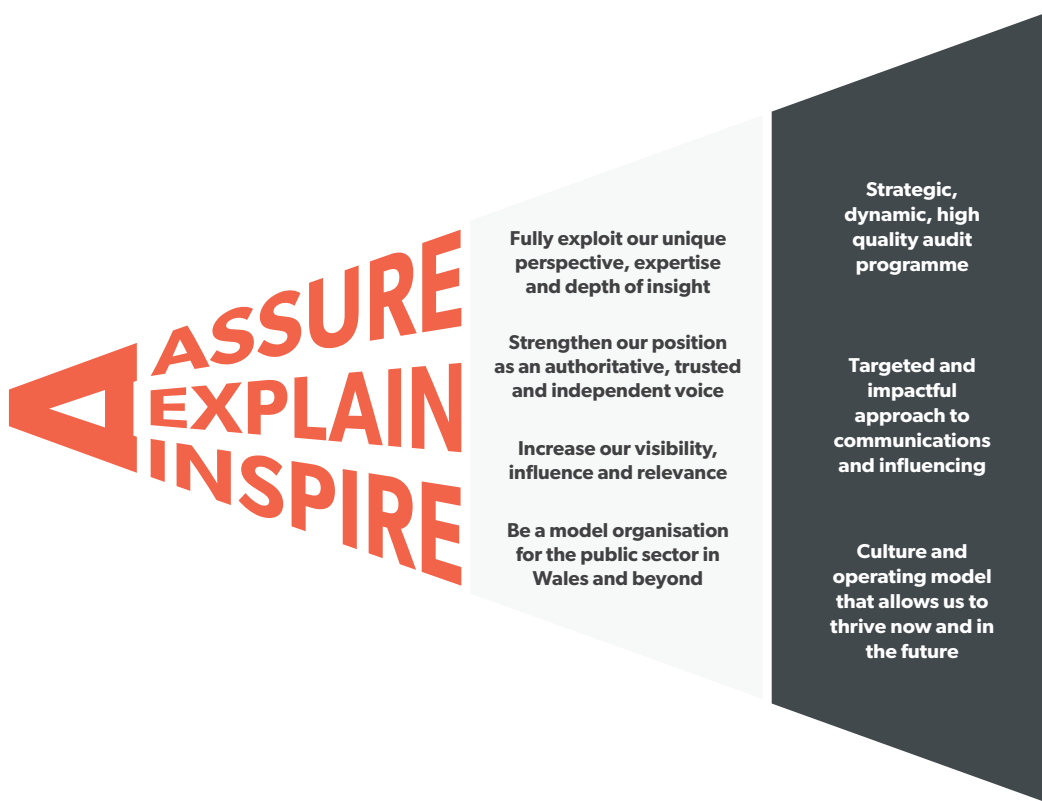 A
ASSURE
EXPLAIN
INSPIRE
Fully exploit our unique
perspective, expertise
and depth of insight
Strengthen our position
as an authoritative, trusted
and independent voice
Increase our visibility,
influence and relevance
Be a model organisation
for the public sector in
Wales and beyond
Strategic,
dynamic, high
quality audit
programme
Targeted and
impactful
approach to
communications
and influencing
Culture and
operating model
that allows us to
thrive now and in
the future